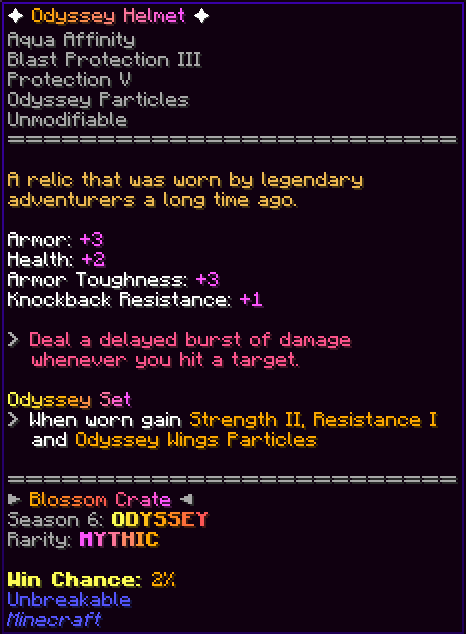 ✦ Odyssey Helmet ✦
Aqua Affinity
Blast Protection III
Protection V
Odyssey Particles
Unmodifiable
A relic that was worn by legendary
adventurers a long time ago.
Armor: +3
Health: +2
Armor Toughness: +3
Knockback Resistance: +1
> Deal a delayed burst of damage
whenever you hit a target.
Odyssey Set
> When worn gain Strength II, Resistance I
and Odyssey Wings Particles
► Blossom Crate ◄
Season 6: ODYSSEY
Rarity: MYTHIC
Win Chance: 2%
Unbreakable
Minecraft